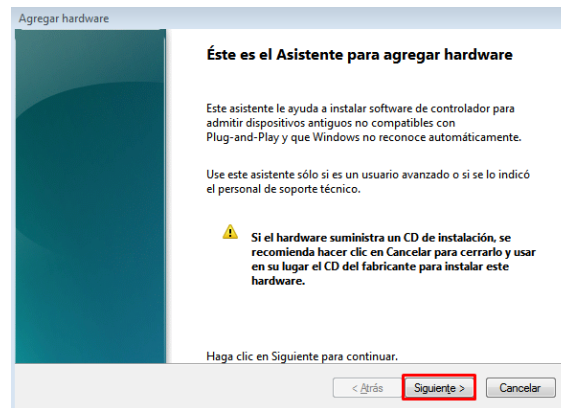 Agregar hardware
Éste es el Asistente para agregar hardware
Este asistente le ayuda a instalar software de controlador para
admitir dispositivos antiguos no compatibles con
Plug-and-Play y que Windows no reconoce automáticamente.
Use este asistente sólo si es un usuario avanzado o si se lo indicó
el personal de soporte técnico.
Si el hardware suministra un CD de instalación, se
recomienda hacer clic en Cancelar para cerrarlo y usar
en su lugar el CD del fabricante para instalar este
hardware.
Haga clic en Siguiente para continuar.
< Atrás Siguiente > Cancelar